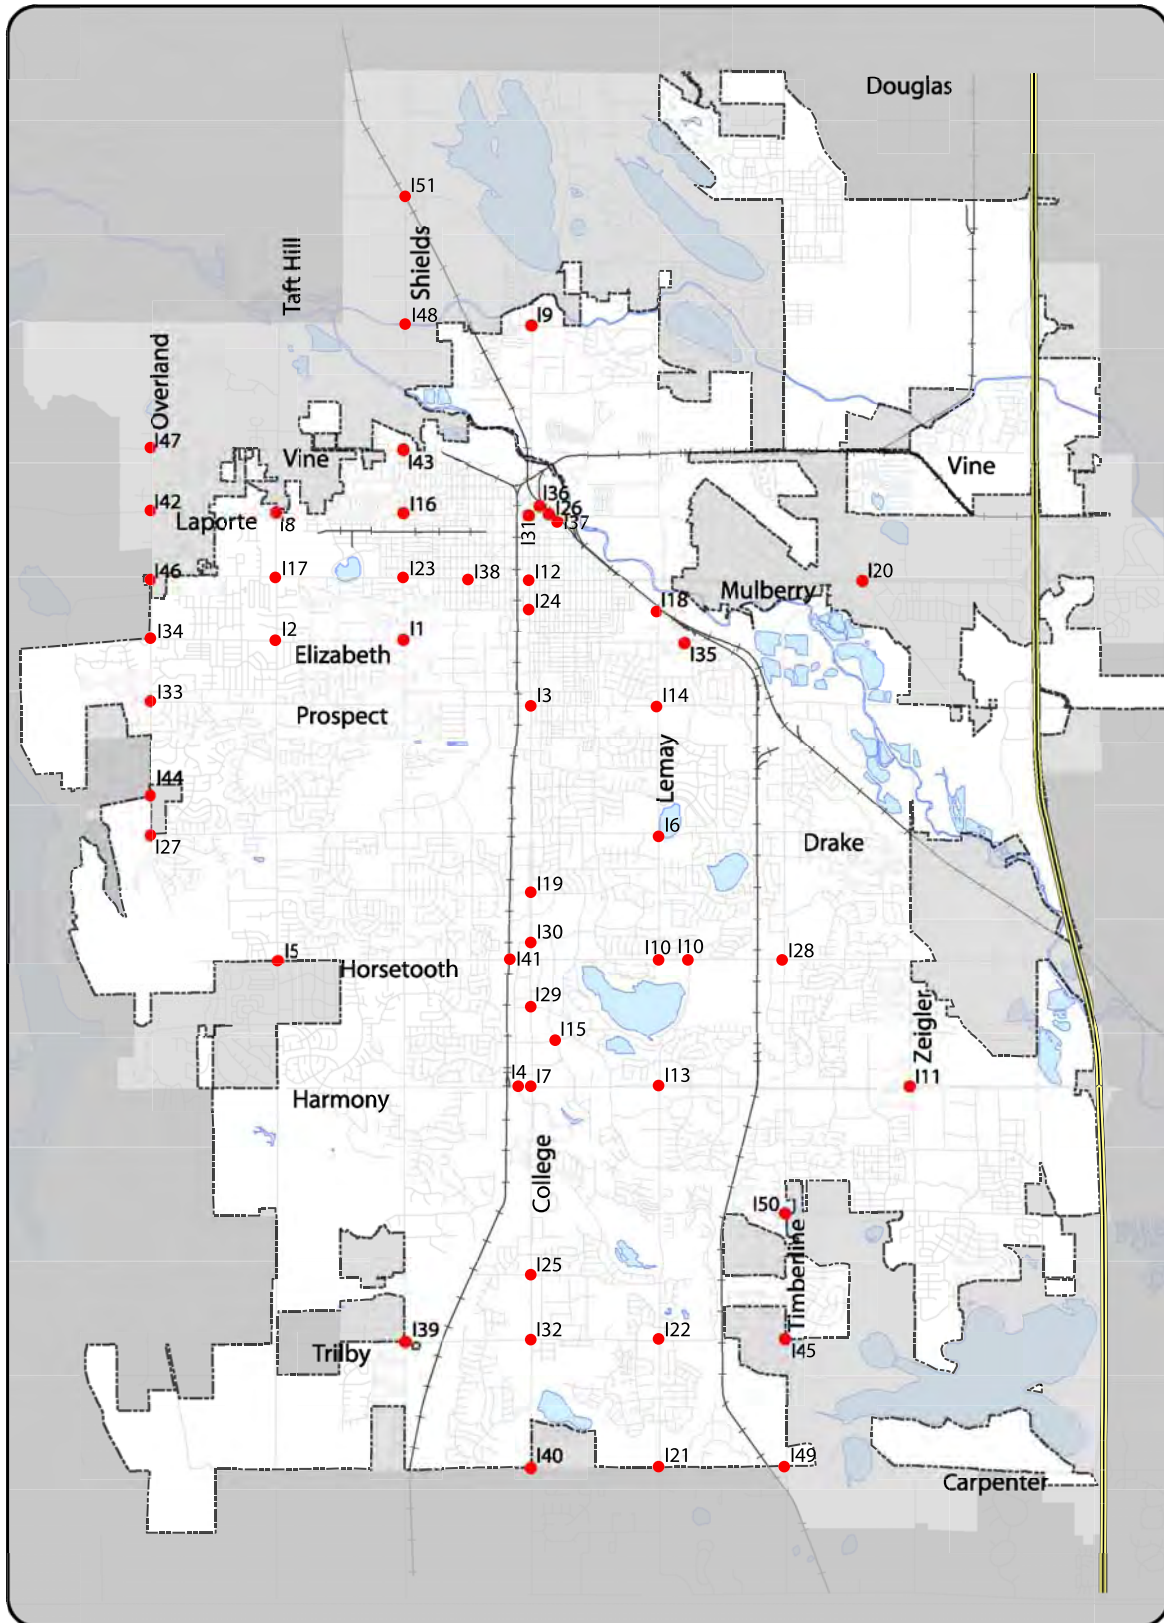 Douglas
I51
Shields
Taft Hill
I48
I9
Overland
I47
Vine
I43
Vine
I42
Laporte
I8
I16
I36
I26
I37
I31
I46
I17
I23
I38
I12
Mulberry
I20
I24
I18
I34
I2
I1
Elizabeth
I35
I33
I3
I14
Prospect
Lemay
I44
I27
I6
Drake
I19
I30
I5
Horsetooth
I41
I10
I10
I28
I29
Zeigler
I15
I4
I7
I13
I11
Harmony
College
I50
Timberline
I25
I39
Trilby
I32
I22
I45
I40
I21
I49
Carpenter